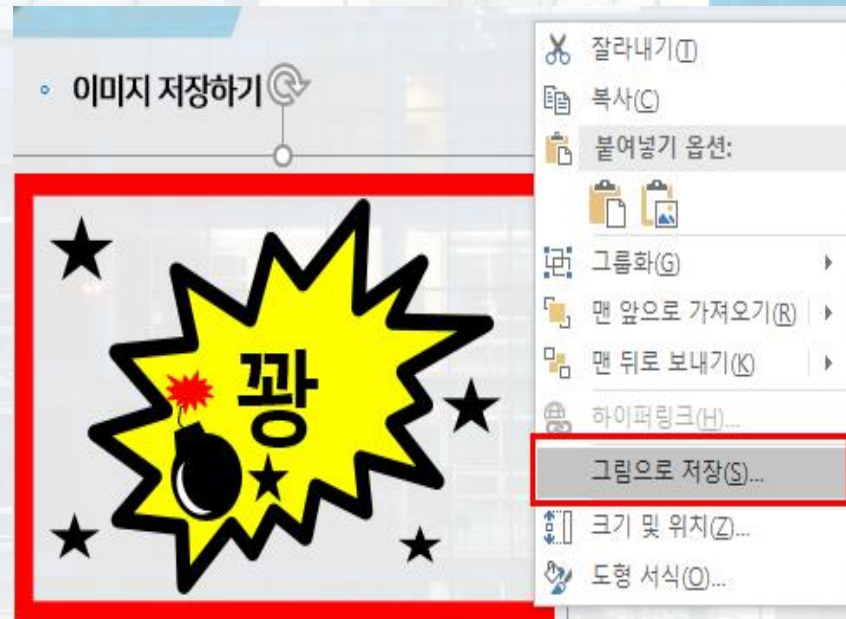 이미지 저장하기
꽝
잘라내기(T)
복사(C)
붙여넣기 옵션:
그룹화(G)
맨 앞으로 가져오기(R)
맨 뒤로 보내기(K)
하이퍼링크(H)...
그림으로 저장(S)...
크기 및 위치(Z)...
도형 서식(O)...